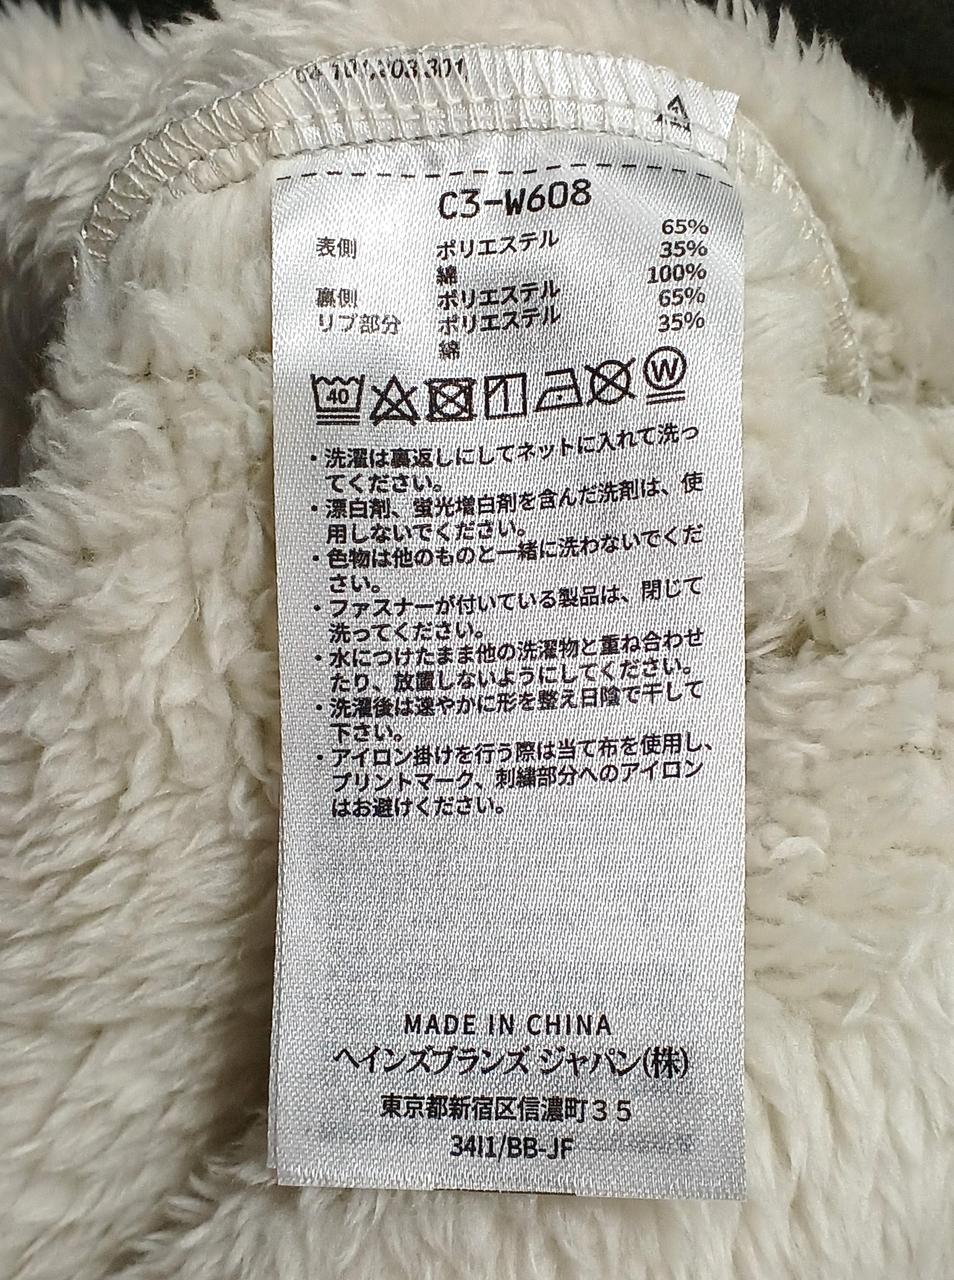 C3-W608
表側 ポリエステル 65%
綿 35%
裏側 ポリエステル 100%
リブ部分 ポリエステル 65%
綿 35%
40 W
・洗濯は裏返しにしてネットに入れて洗っ
てください。
・漂白剤、蛍光増白剤を含んだ洗剤は、使
用しないでください。
・色物は他のものと一緒に洗わないでくだ
さい。
・ファスナーが付いている製品は、閉じて
洗ってください。
・水につけたまま他の洗濯物と重ね合わせ
たり、放置しないようにしてください。
・洗濯後は速やかに形を整え日陰で干して
下さい。
・アイロン掛けを行う際は当て布を使用し、
プリントマーク、刺繍部分へのアイロン
はお避けください。
MADE IN CHINA
ヘインズブランズ ジャパン(株)
東京都新宿区信濃町35
34I1/BB-JF